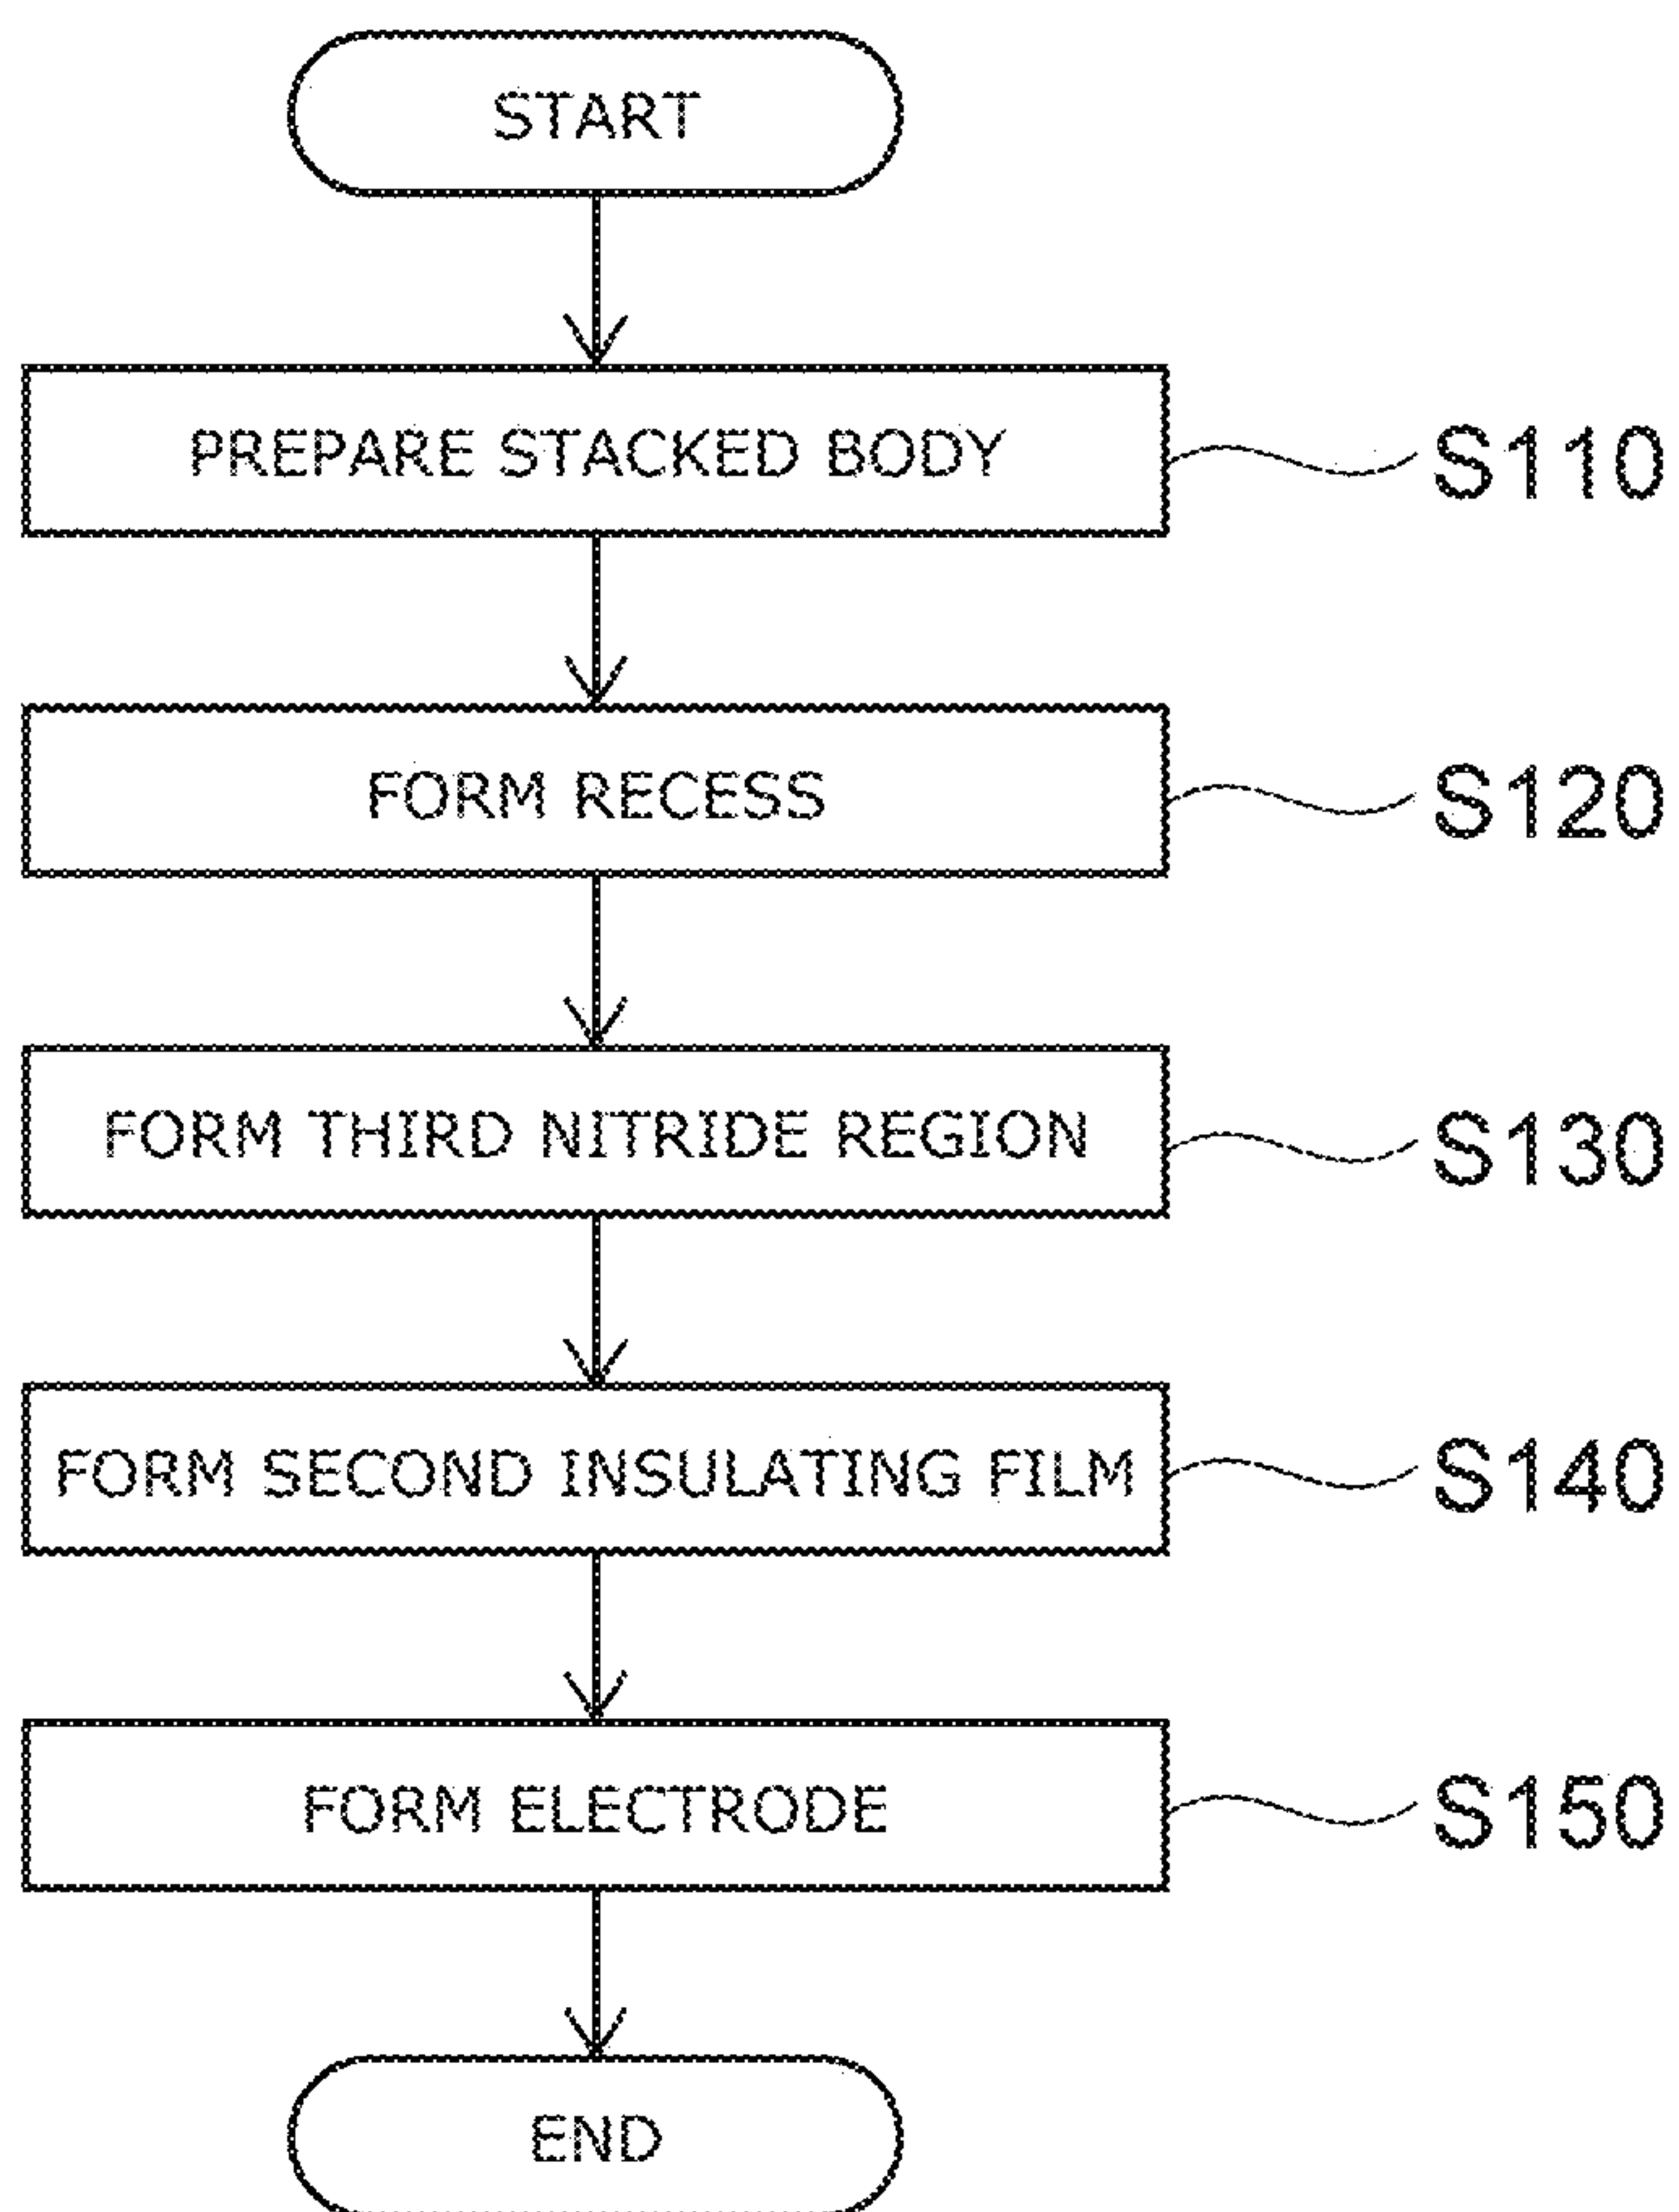 START
PREPARE STACKED BODY S110
FORM RECESS S120
FORM THIRD NITRIDE REGION S130
FORM SECOND INSULATING FILM S140
FORM ELECTRODE S150
END